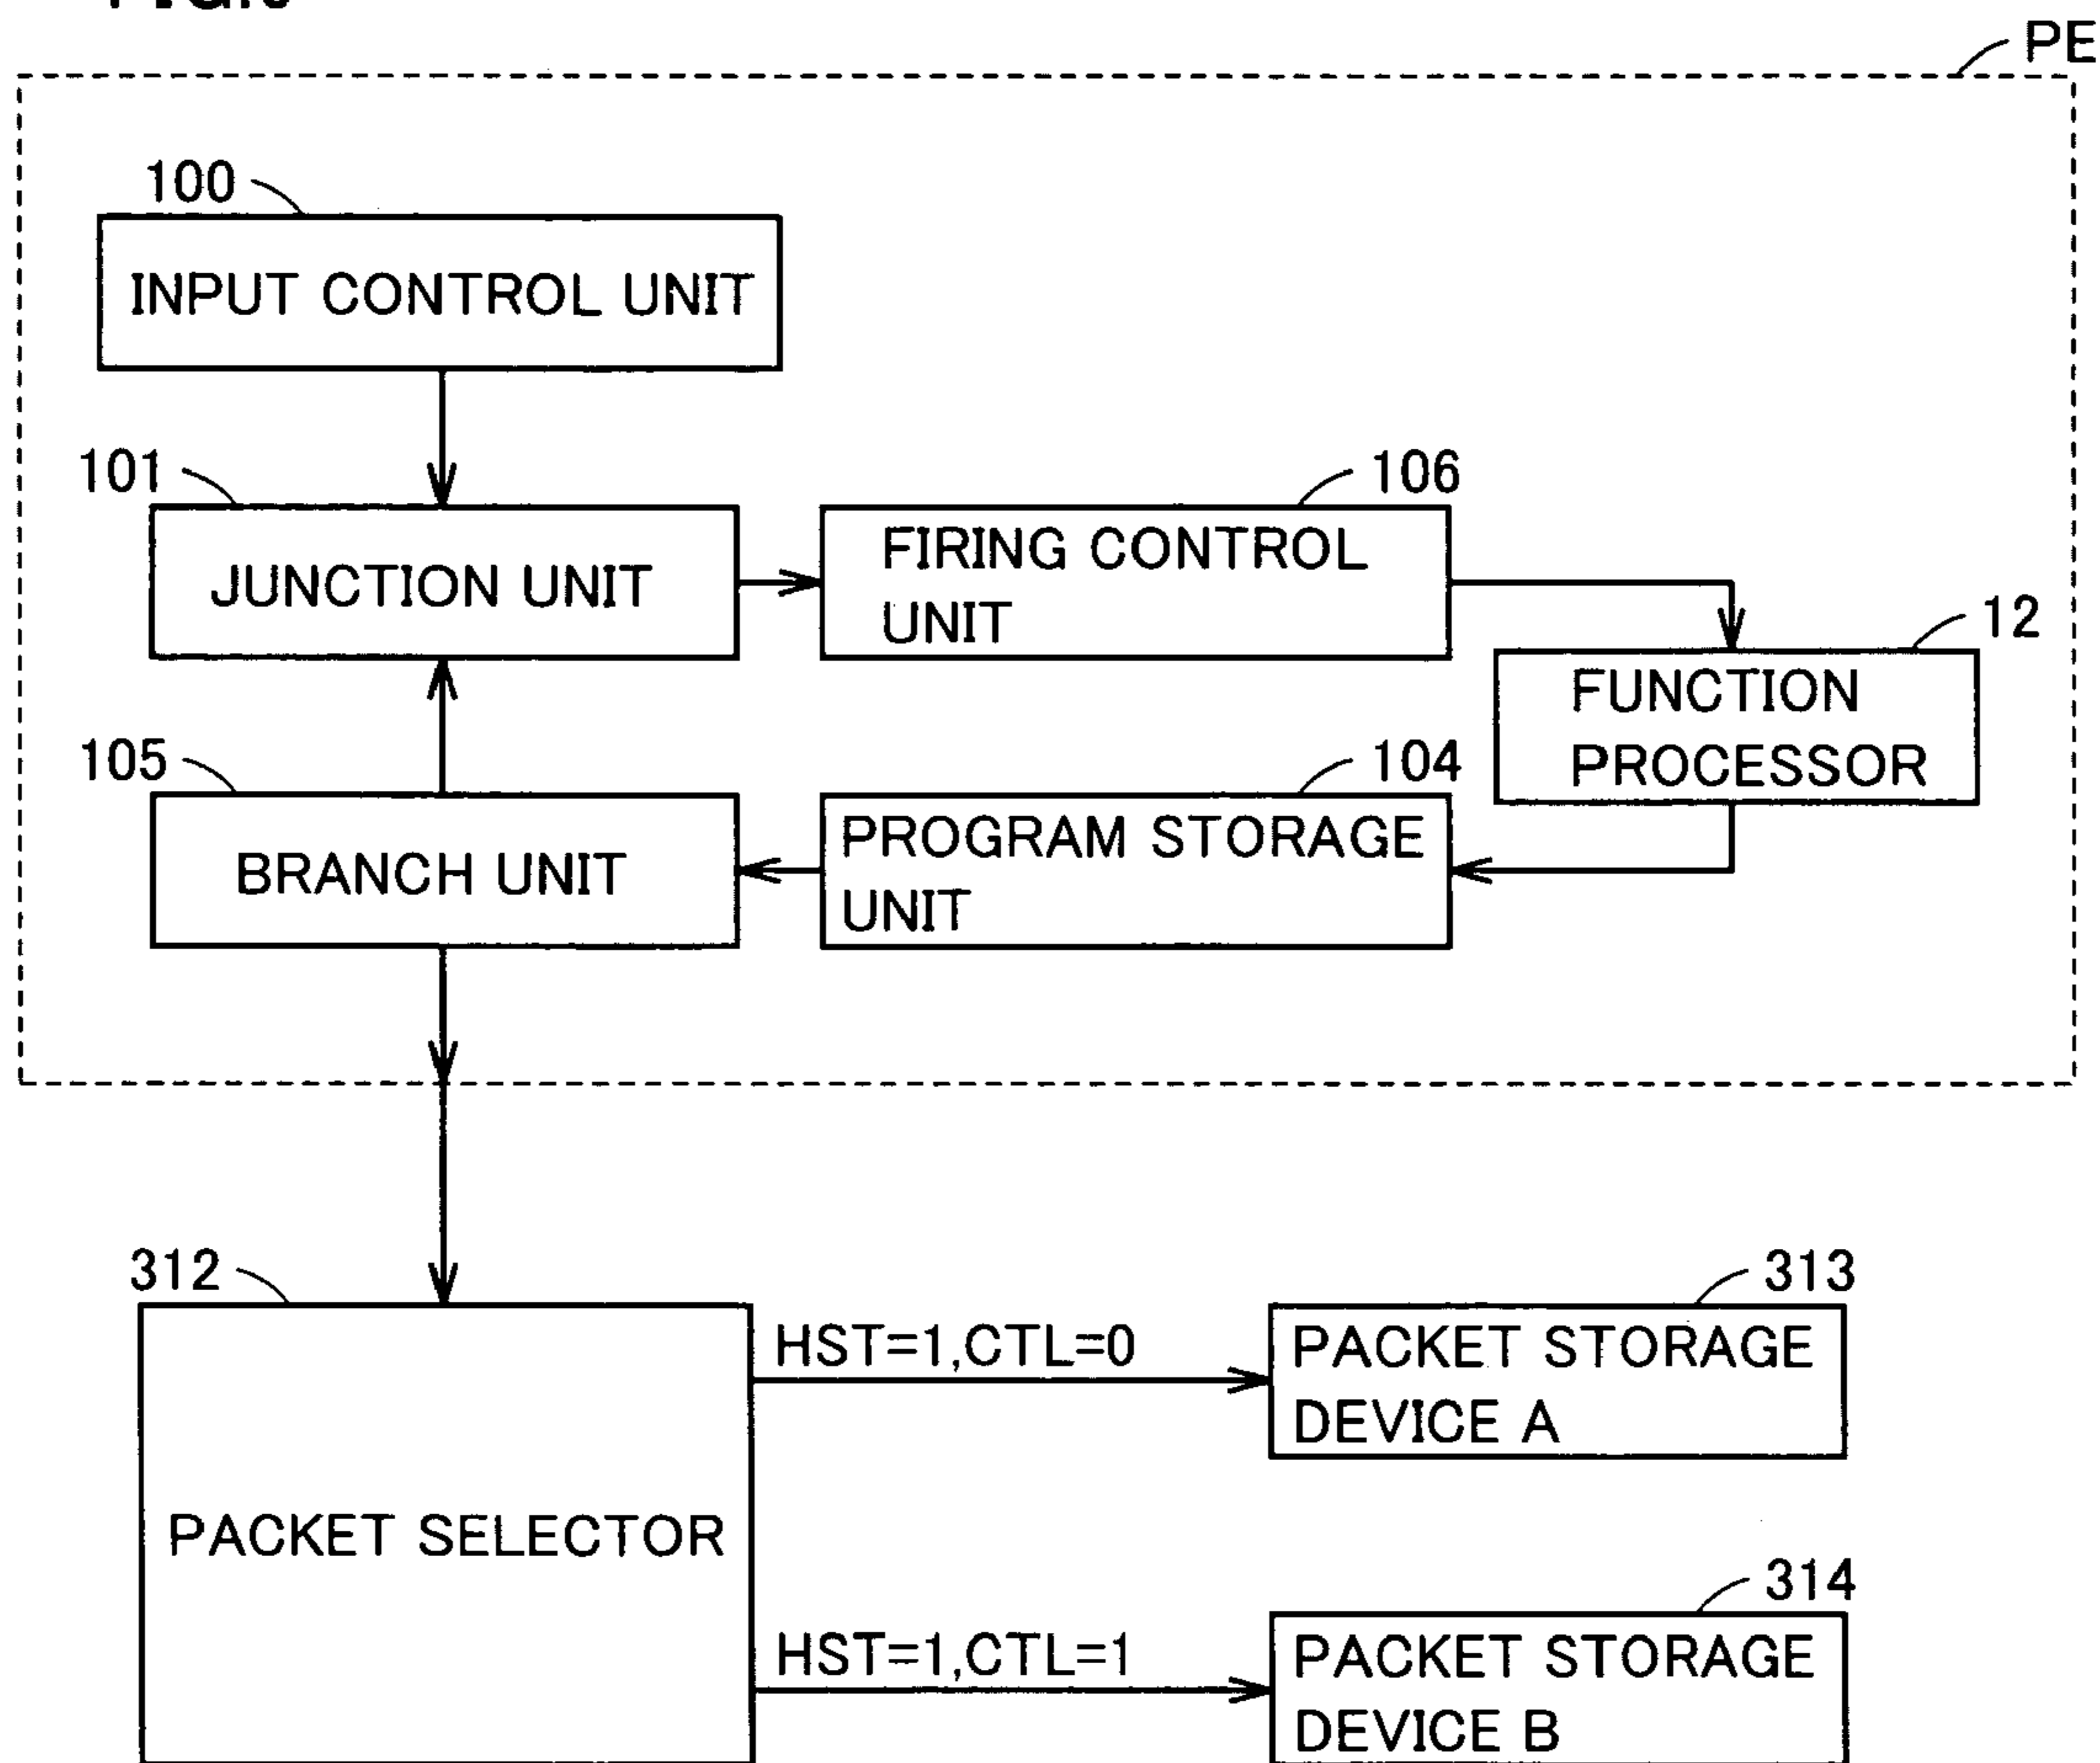 PE
100
INPUT CONTROL UNIT
101
JUNCTION UNIT
106
FIRING CONTROL
UNIT
12
FUNCTION
PROCESSOR
105
BRANCH UNIT
104
PROGRAM STORAGE
UNIT
312
PACKET SELECTOR
HST=1,CTL=0
313
PACKET STORAGE
DEVICE A
HST=1,CTL=1
314
PACKET STORAGE
DEVICE B